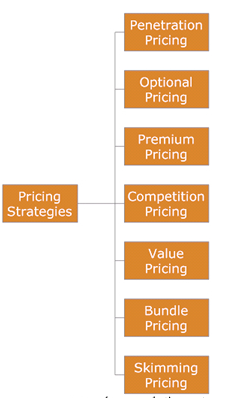 Penetration
Pricing
Optional
Pricing
Premium
Pricing
Pricing
Strategies
Competition
Pricing
Value
Pricing
Bundle
Pricing
Skimming
Pricing